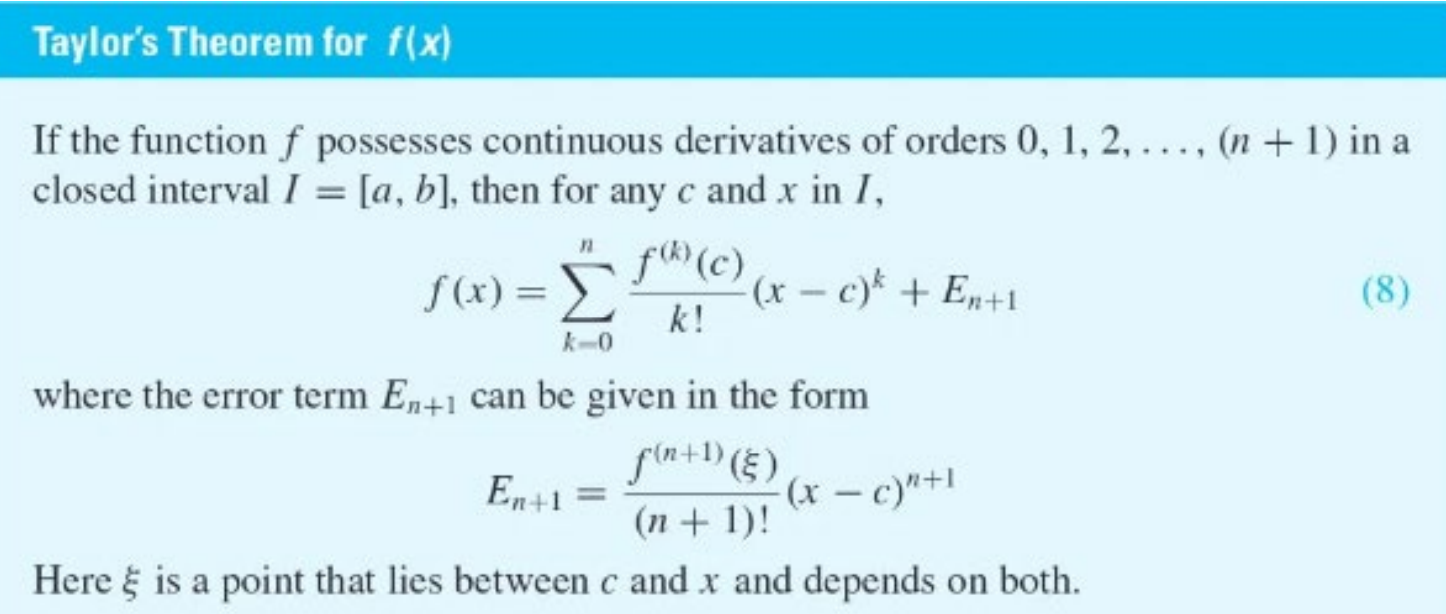 Taylor's Theorem for f(x)
If the function f possesses continuous derivatives of orders 0, 1, 2, . . . , (n + 1) in a
closed interval I = [a, b], then for any c and x in I,
f(x) = ∑_{k=0}^{n} \frac{f^{(k)}(c)}{k!}(x − c)^k + E_{n+1} (8)
where the error term E_{n+1} can be given in the form
E_{n+1} = \frac{f^{(n+1)}(ξ)}{(n + 1)!}(x − c)^{n+1}
Here ξ is a point that lies between c and x and depends on both.